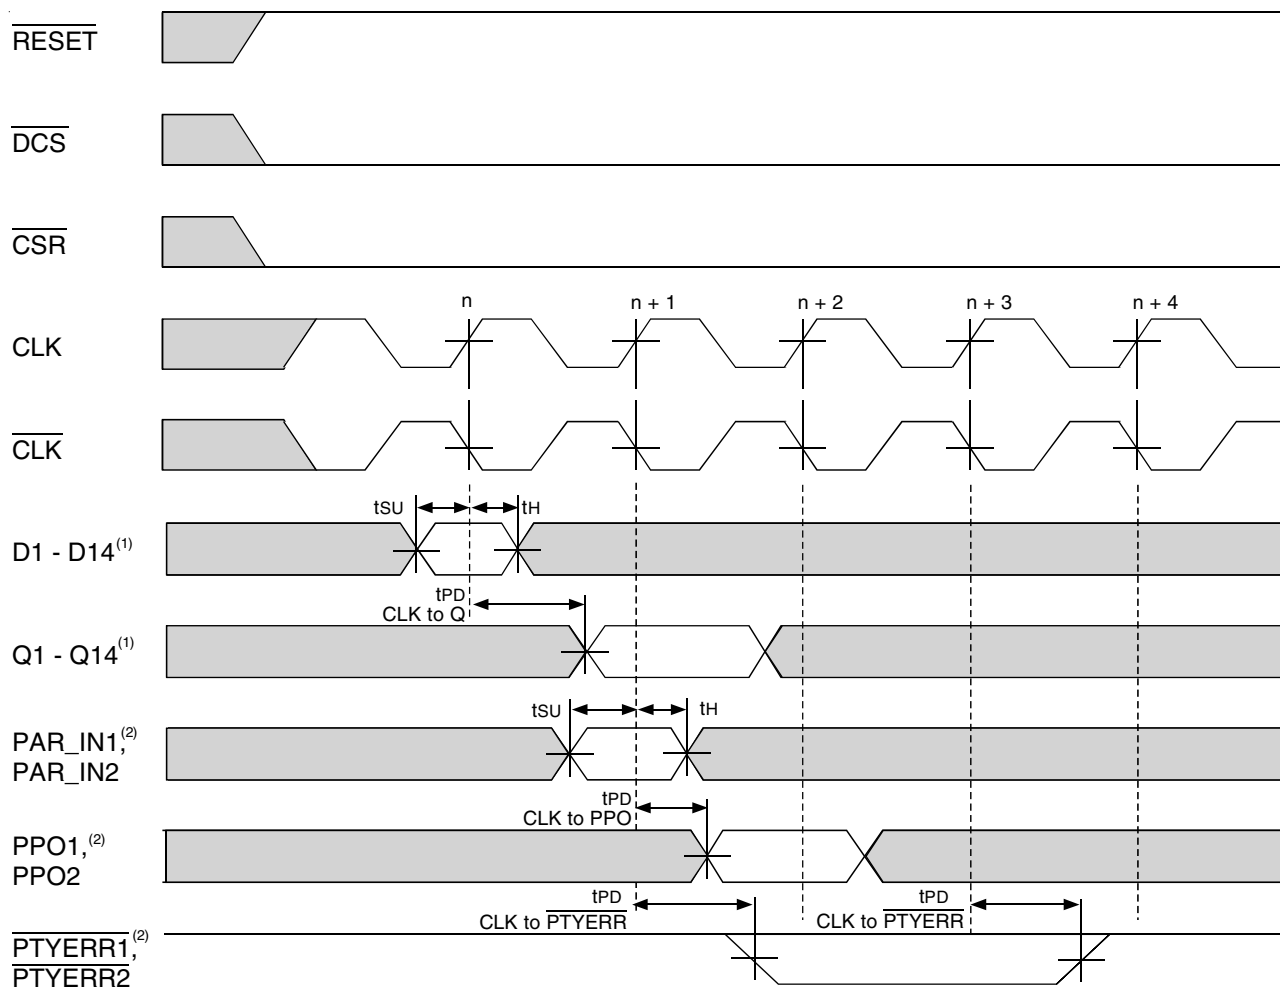 RESET
DCS
CSR
n n + 1 n + 2 n + 3 n + 4
CLK
CLK
tSU tH
D1 - D14(1)
tPD
CLK to Q
Q1 - Q14(1)
tSU tH
PAR_IN1,(2)
PAR_IN2
tPD
CLK to PPO
PPO1,(2)
PPO2
tPD tPD
CLK to PTYERR CLK to PTYERR
PTYERR1,(2)
PTYERR2